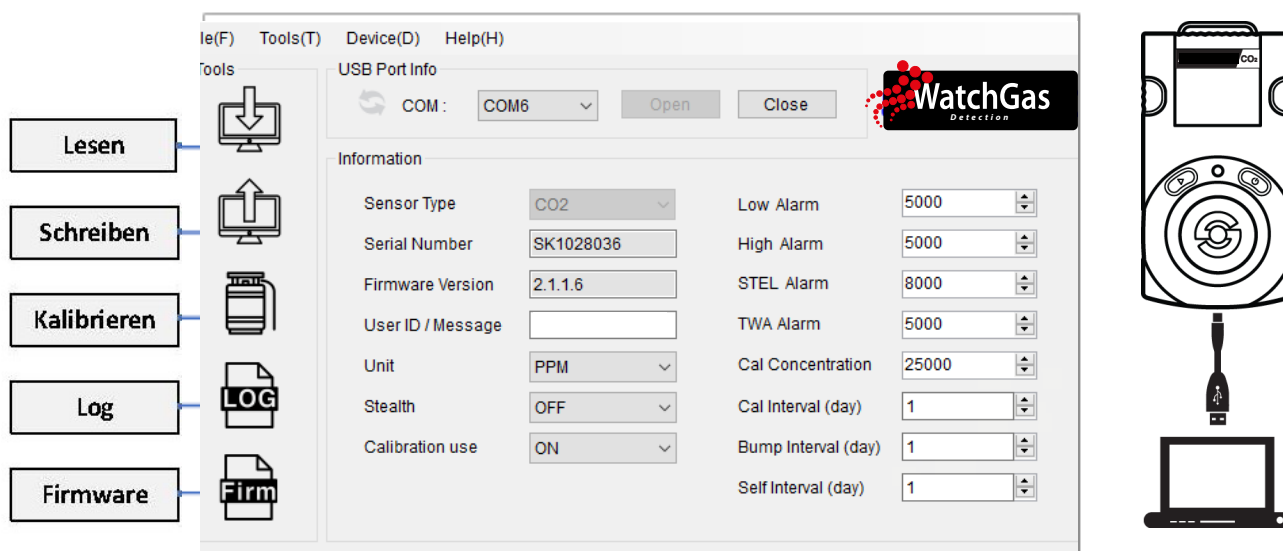 le(F) Tools(T) Device(D) Help(H)
Tools
USB Port Info
COM : COM6 Open Close
WatchGas
Detection
Lesen
Schreiben
Kalibrieren
Log
Firmware
LOG
Firm
Information
Sensor Type CO2
Serial Number SK1028036
Firmware Version 2.1.1.6
User ID / Message
Unit PPM
Stealth OFF
Calibration use ON
Low Alarm 5000
High Alarm 5000
STEL Alarm 8000
TWA Alarm 5000
Cal Concentration 25000
Cal Interval (day) 1
Bump Interval (day) 1
Self Interval (day) 1
CO₂